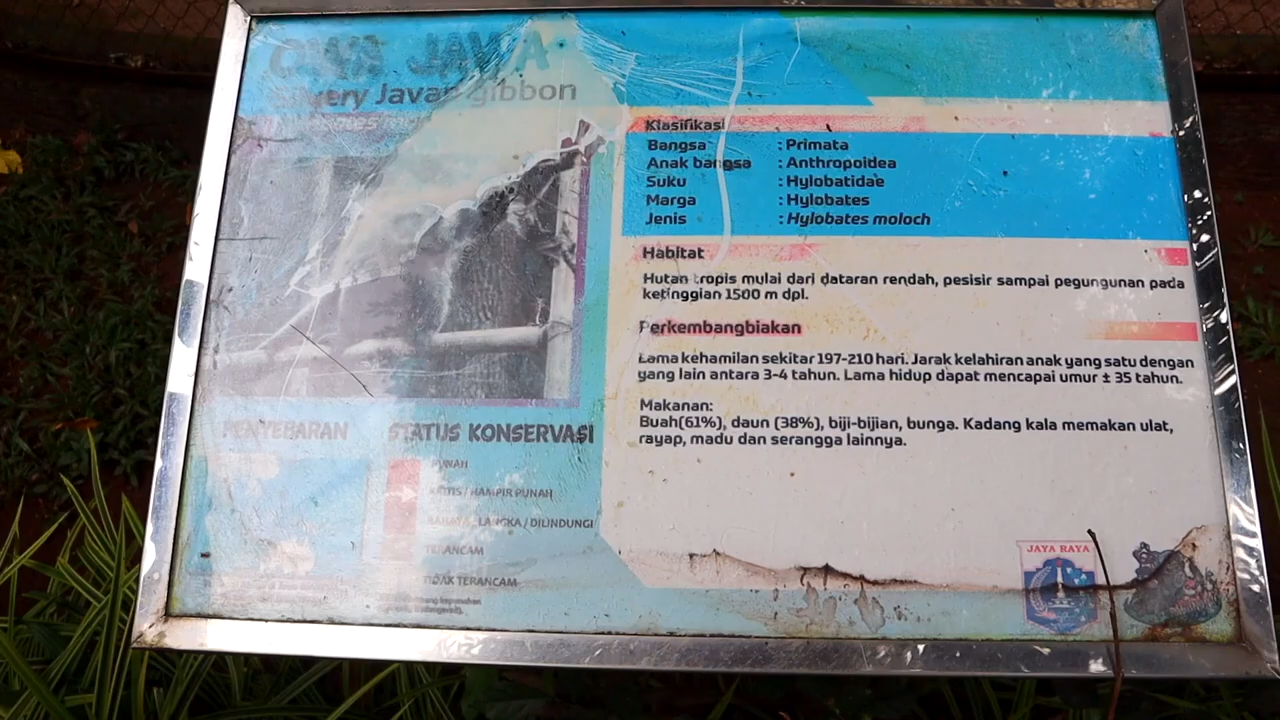 OWA JAWA
Silvery Javan gibbon
Klasifikasi
Bangsa : Primata
Anak bangsa : Anthropoidea
Suku : Hylobatidae
Marga : Hylobates
Jenis : Hylobates moloch
Habitat
Hutan tropis mulai dari dataran rendah, pesisir sampai pegungunan pada
ketinggian 1500 m dpl.
Perkembangbiakan
Lama kehamilan sekitar 197-210 hari. Jarak kelahiran anak yang satu dengan
yang lain antara 3-4 tahun. Lama hidup dapat mencapai umur ± 35 tahun.
Makanan:
Buah(61%), daun (38%), biji-bijian, bunga. Kadang kala memakan ulat,
rayap, madu dan serangga lainnya.
PENYEBARAN
STATUS KONSERVASI
PUNAH
KRITIS / HAMPIR PUNAH
BAHAYA / LANGKA / DILINDUNGI
TERANCAM
TIDAK TERANCAM
JAYA RAYA